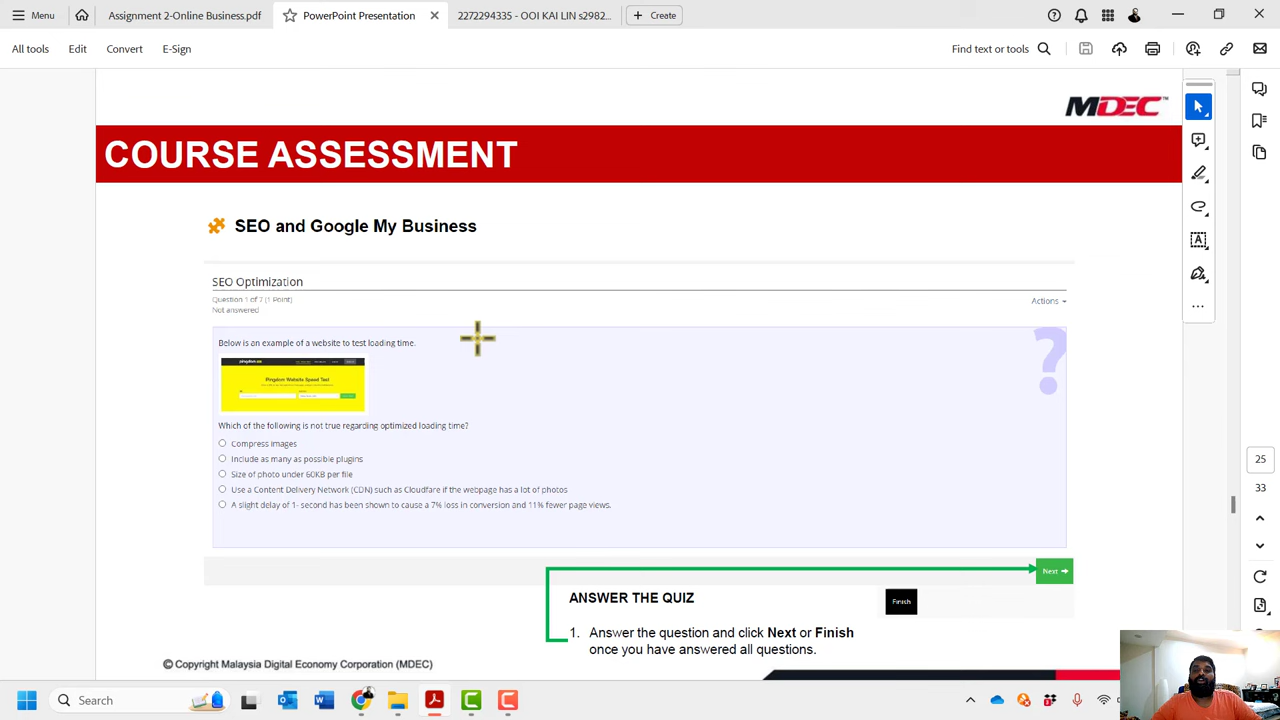 Menu
Assignment 2-Online Business.pdf
PowerPoint Presentation
2272294335 - OOI KAI LIN s2982...
Create
All tools
Edit
Convert
E-Sign
Find text or tools
MDEC™
COURSE ASSESSMENT
SEO and Google My Business
SEO Optimization
Question 1 of 7 (1 Point)
Not answered
Actions
Below is an example of a website to test loading time.
?
Pingdom Website Speed Test
Which of the following is not true regarding optimized loading time?
Compress images
Include as many as possible plugins
Size of photo under 60KB per file
Use a Content Delivery Network (CDN) such as Cloudfare if the webpage has a lot of photos
A slight delay of 1- second has been shown to cause a 7% loss in conversion and 11% fewer page views.
Next
ANSWER THE QUIZ
Finish
1. Answer the question and click Next or Finish
once you have answered all questions.
© Copyright Malaysia Digital Economy Corporation (MDEC)
25
33
Search